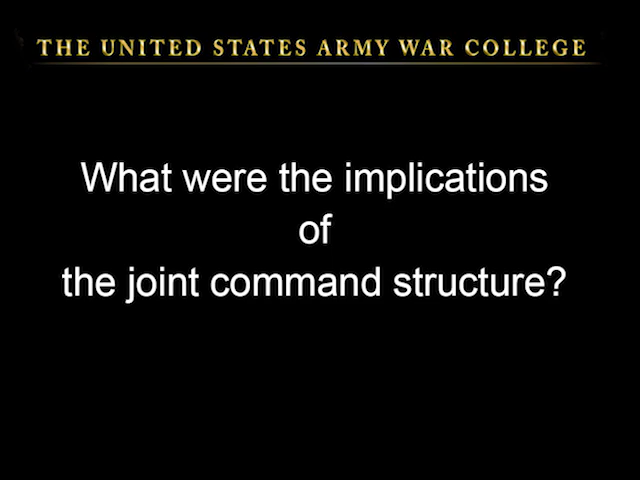 THE UNITED STATES ARMY WAR COLLEGE
What were the implications
of
the joint command structure?